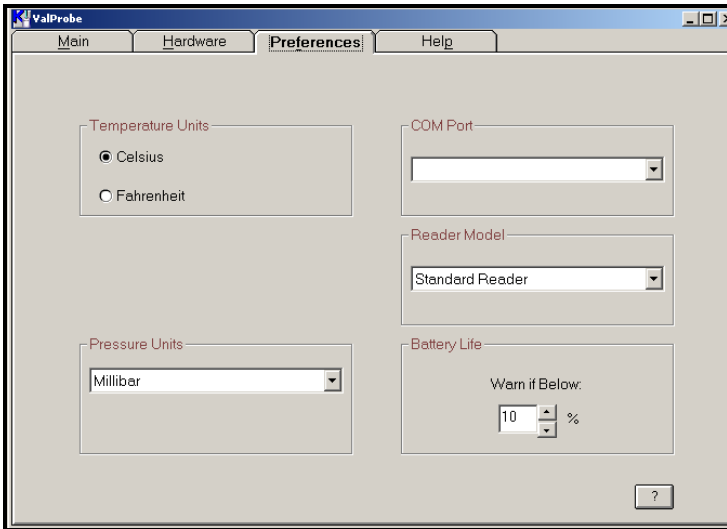 ValProbe
Main Hardware Preferences Help
Temperature Units
Celsius
Fahrenheit
COM Port
Reader Model
Standard Reader
Pressure Units
Millibar
Battery Life
Warn if Below:
10 %
?